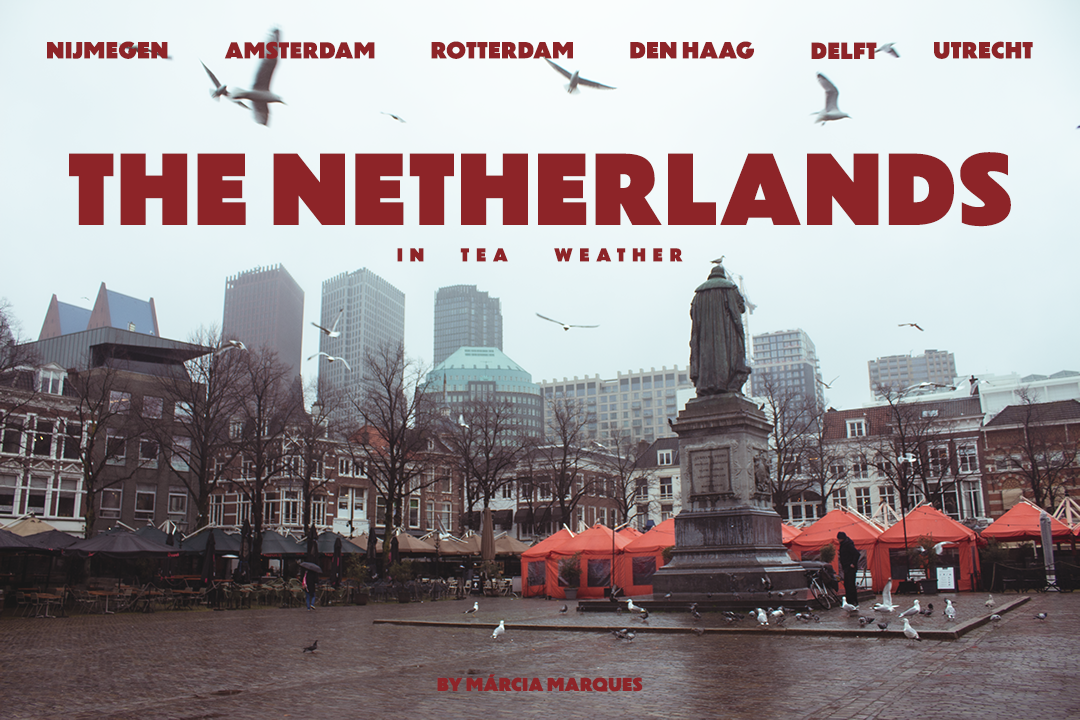 NIJMEGEN AMSTERDAM ROTTERDAM DEN HAAG DELFT UTRECHT
THE NETHERLANDS
IN TEA WEATHER
BY MÁRCIA MARQUES